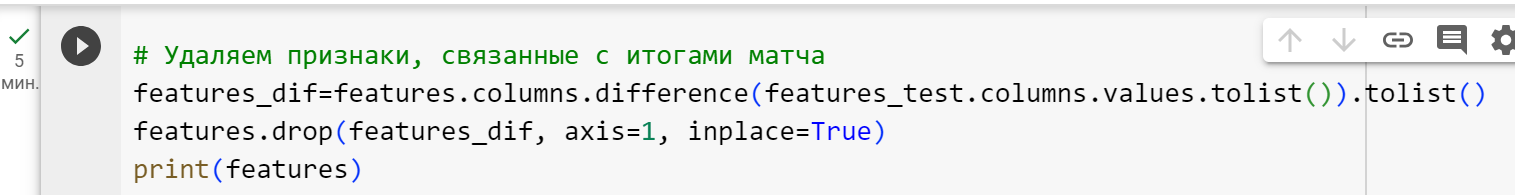 5
мин.
# Удаляем признаки, связанные с итогами матча
features_dif=features.columns.difference(features_test.columns.values.tolist()).tolist()
features.drop(features_dif, axis=1, inplace=True)
print(features)